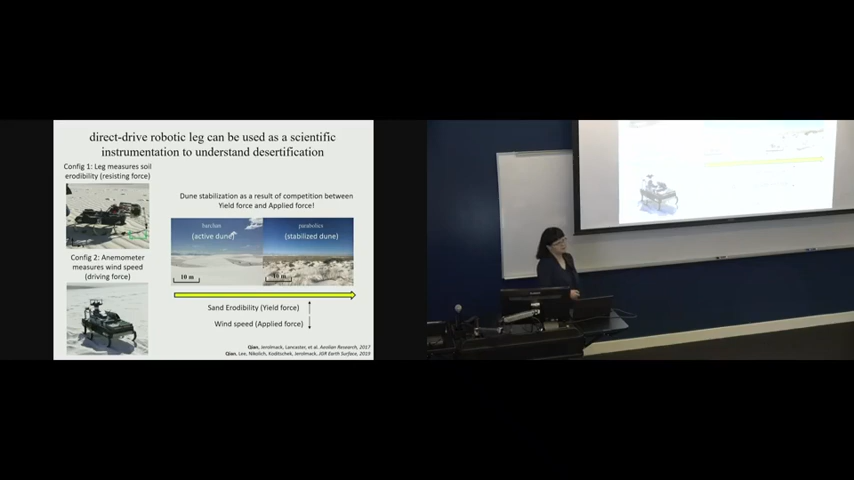 direct-drive robotic leg can be used as a scientific
instrumentation to understand desertification
Config 1: Leg measures soil
erodibility (resisting force)
Config 2: Anemometer
measures wind speed
(driving force)
Dune stabilization as a result of competition between
Yield force and Applied force!
barchan
(active dune)
10 m
parabolics
(stabilized dune)
10 m
Sand Erodibility (Yield force)
Wind speed (Applied force)
Qian, Jerolmack, Lancaster, et al. Aeolian Research, 2017
Qian, Lee, Nikolich, Koditschek, Jerolmack, JGR Earth Surface, 2019